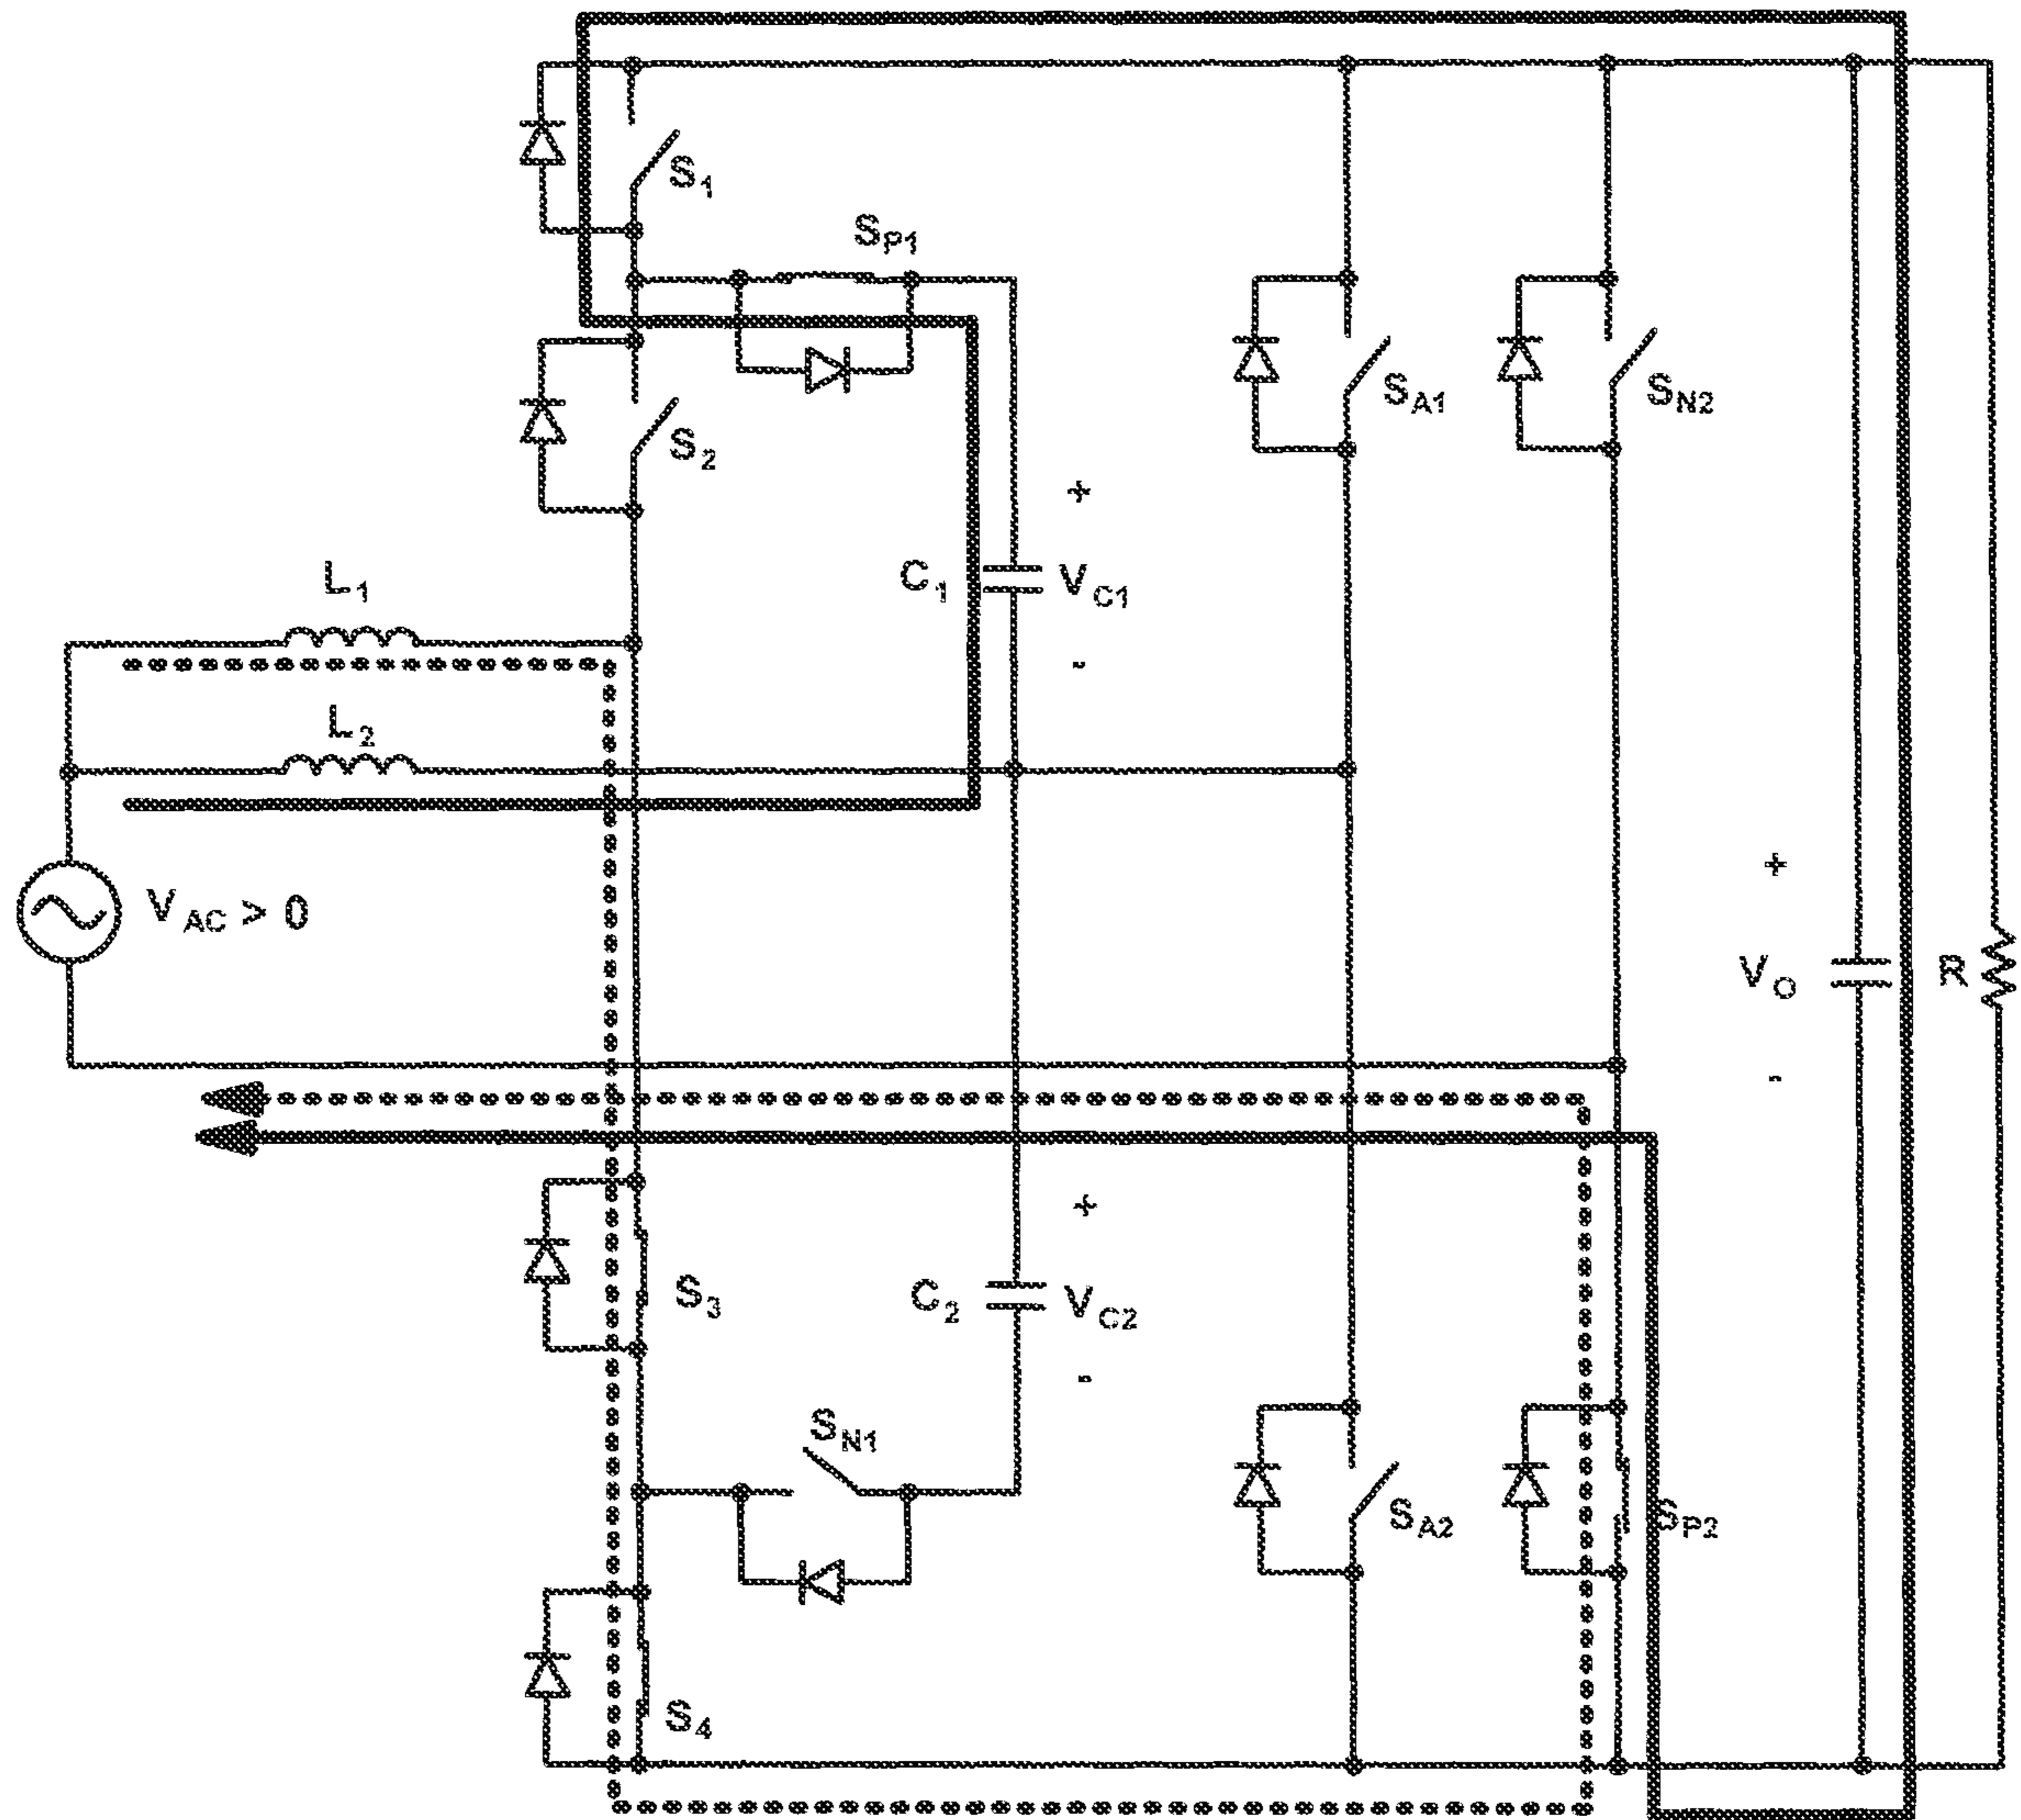 S1
SP1
SA1
SN2
S2
+
L1
C1
VC1
-
L2
+
VAC > 0
VO
R
-
+
S3
C2
VC2
-
SN1
SA2
SP2
S4